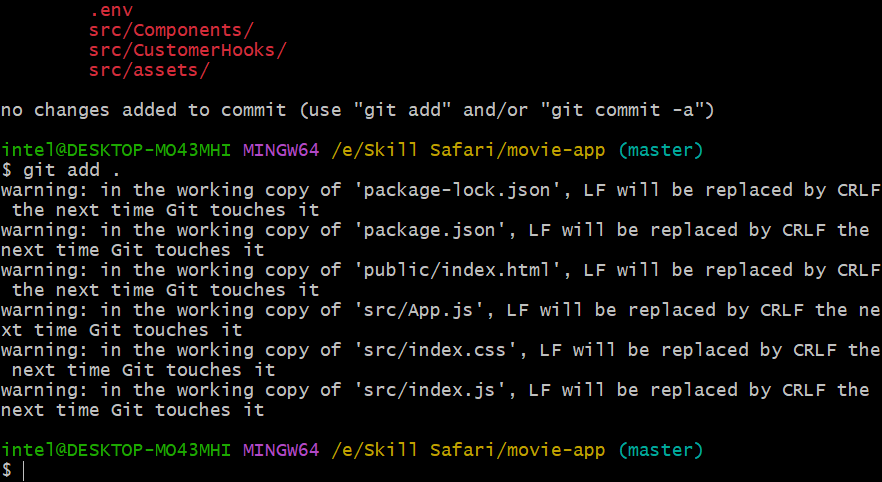 .env
src/Components/
src/CustomerHooks/
src/assets/
no changes added to commit (use "git add" and/or "git commit -a")
intel@DESKTOP-MO43MHI MINGW64 /e/Skill Safari/movie-app (master)
$ git add .
warning: in the working copy of 'package-lock.json', LF will be replaced by CRLF
the next time Git touches it
warning: in the working copy of 'package.json', LF will be replaced by CRLF the
next time Git touches it
warning: in the working copy of 'public/index.html', LF will be replaced by CRLF
the next time Git touches it
warning: in the working copy of 'src/App.js', LF will be replaced by CRLF the ne
xt time Git touches it
warning: in the working copy of 'src/index.css', LF will be replaced by CRLF the
next time Git touches it
warning: in the working copy of 'src/index.js', LF will be replaced by CRLF the
next time Git touches it
intel@DESKTOP-MO43MHI MINGW64 /e/Skill Safari/movie-app (master)
$